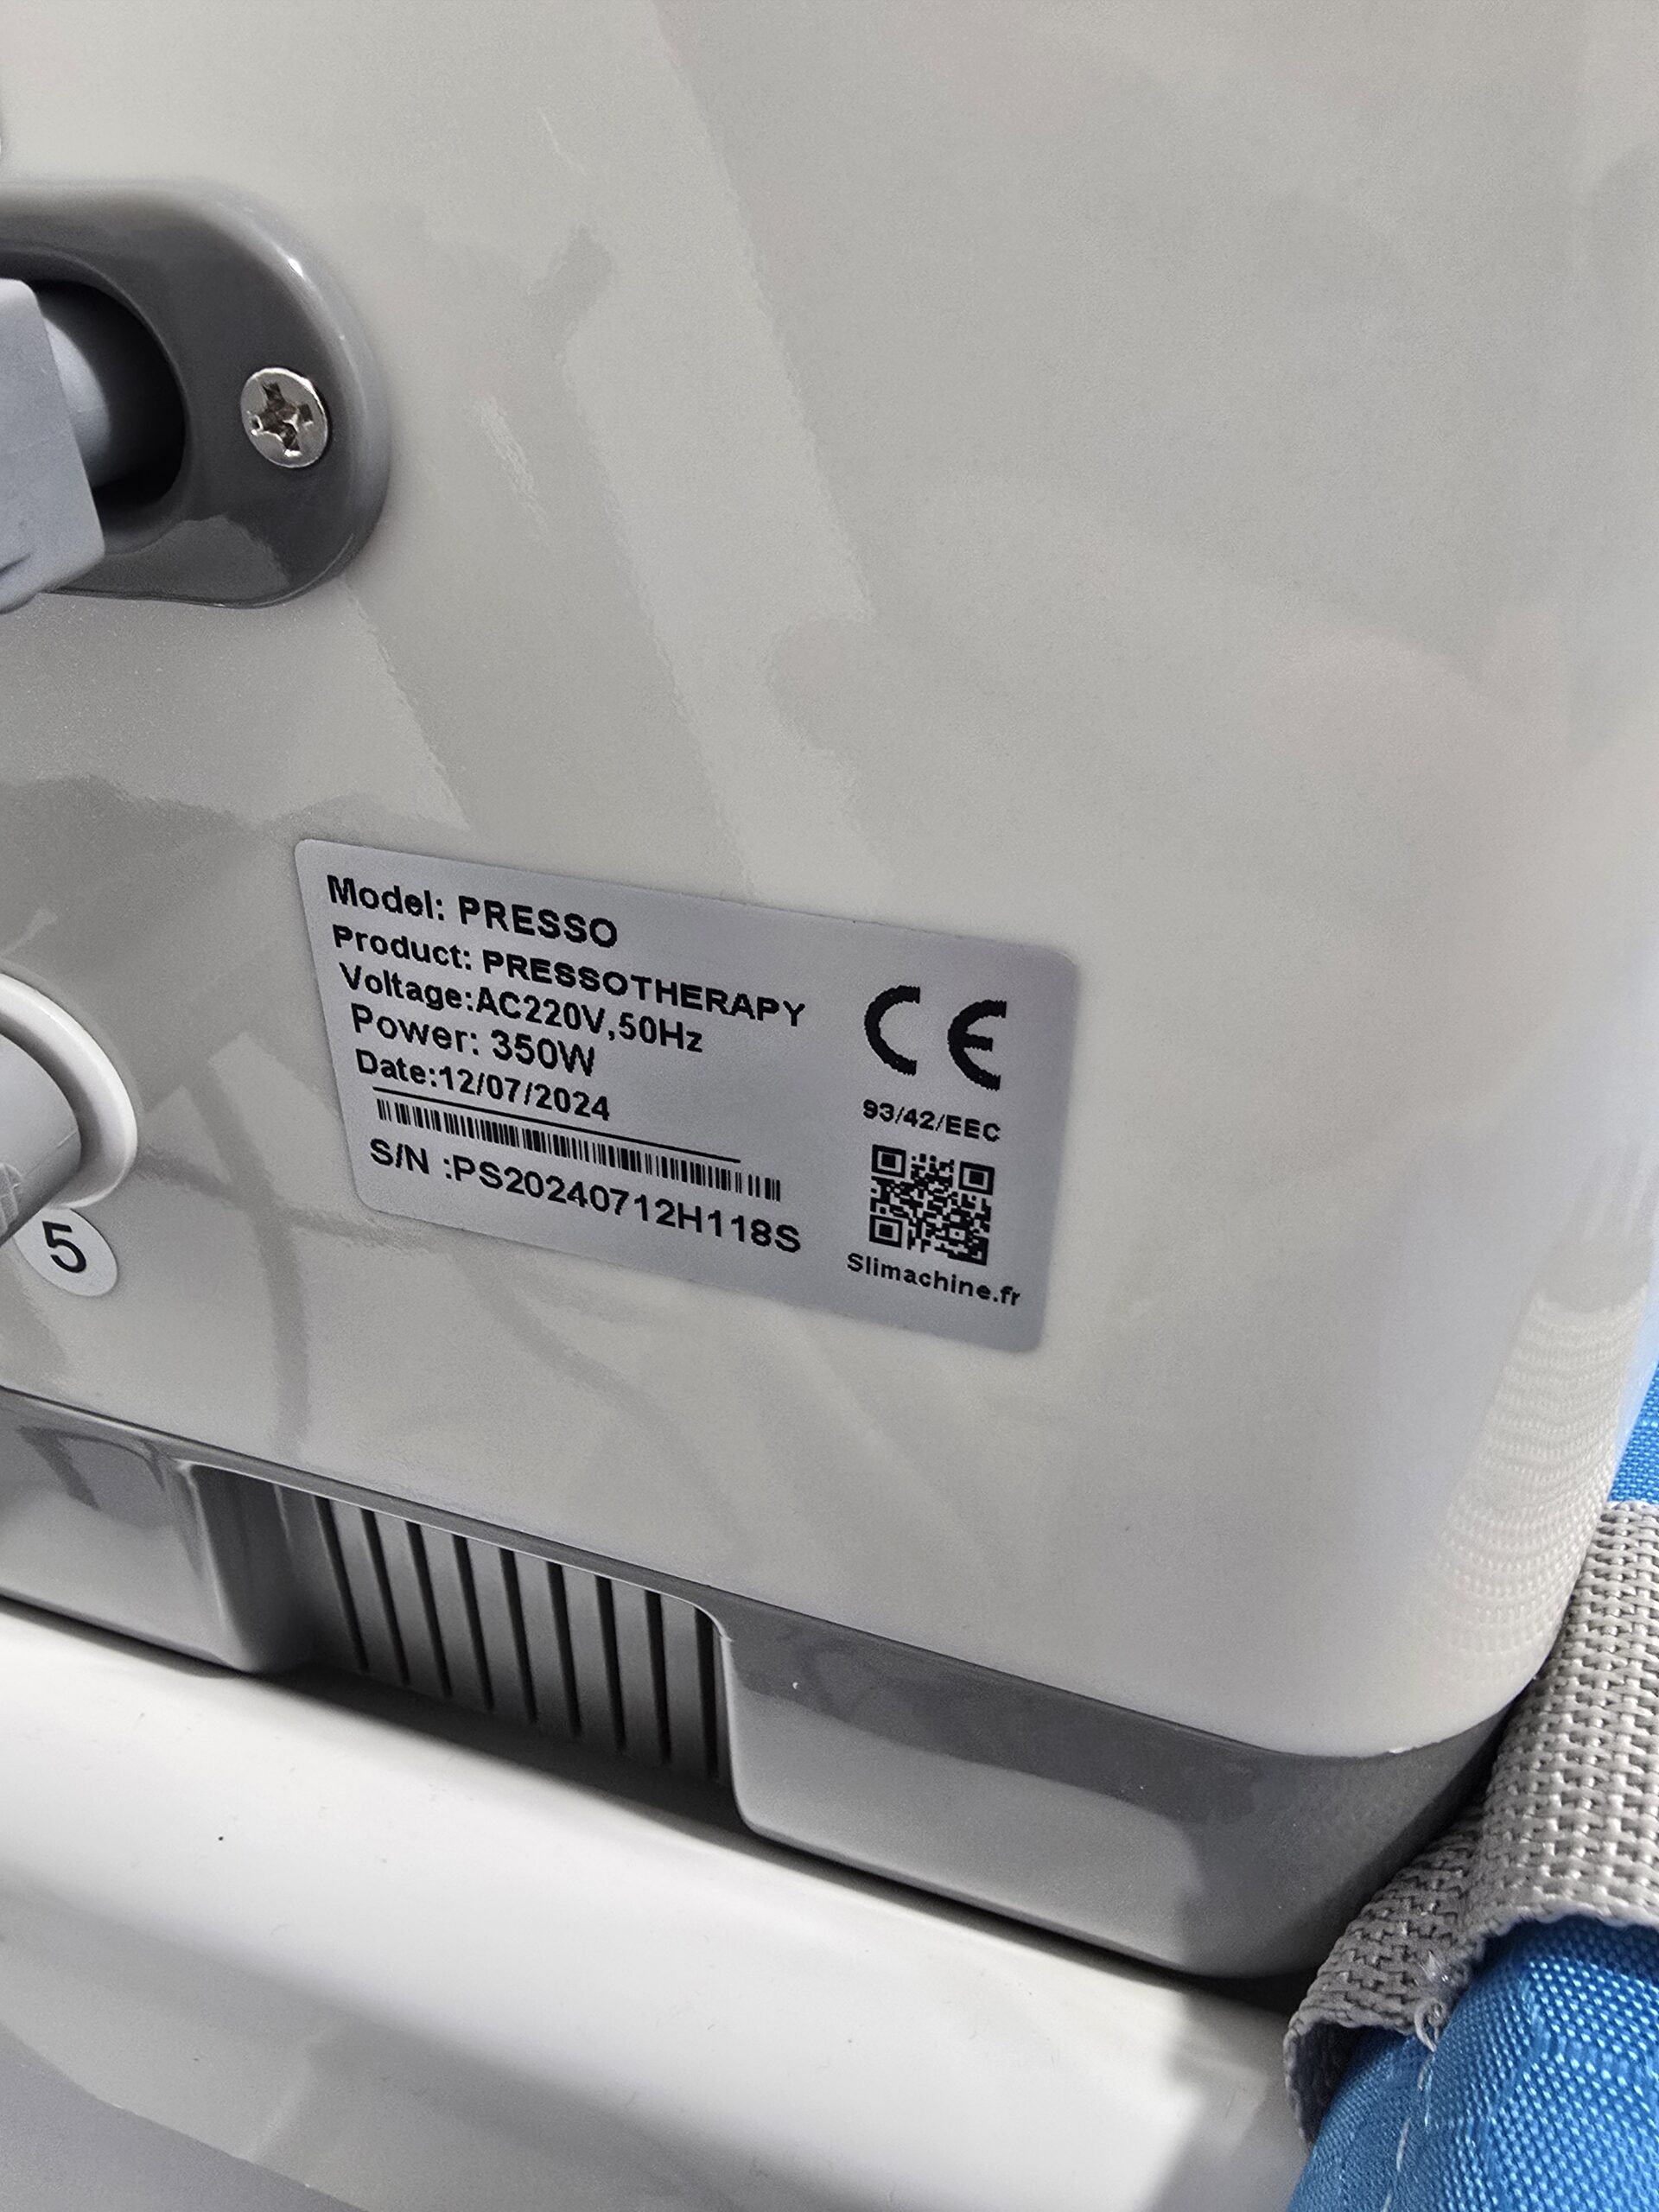 Model: PRESSO
Product: PRESSOTHERAPY
Voltage:AC220V,50Hz
Power: 350W
Date:12/07/2024
S/N :PS20240712H118S
CE
93/42/EEC
Slimachine.fr
5